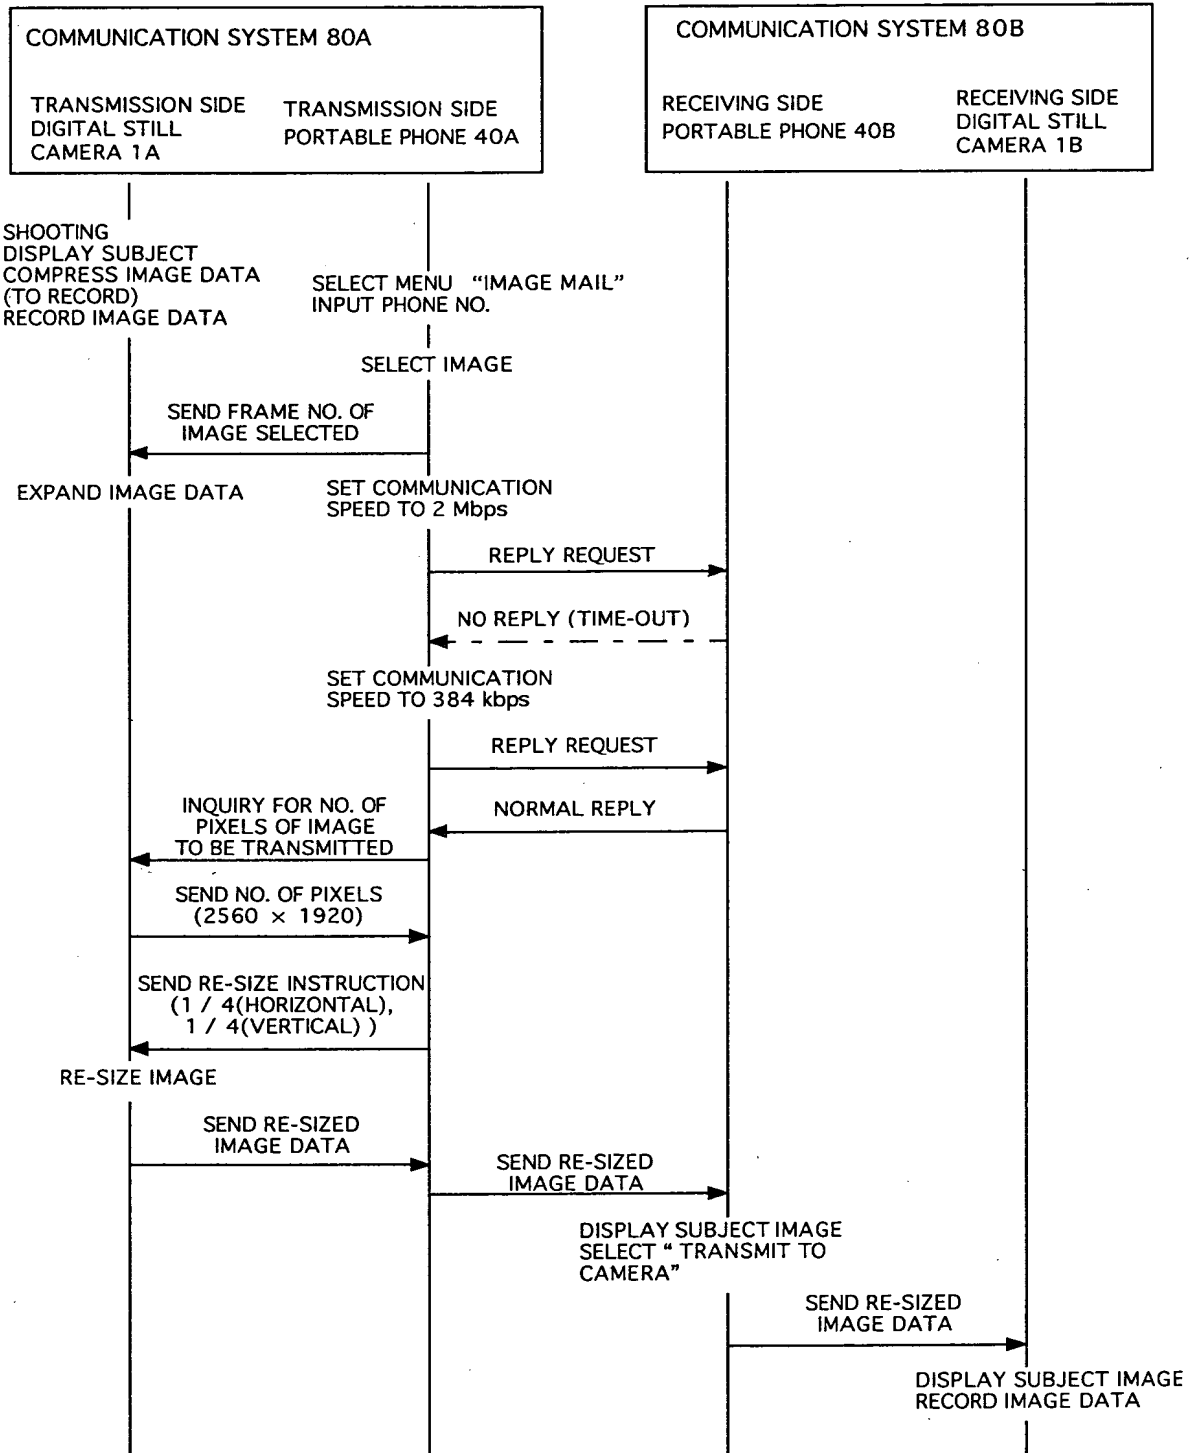 COMMUNICATION SYSTEM 80A
TRANSMISSION SIDE
DIGITAL STILL
CAMERA 1A
TRANSMISSION SIDE
PORTABLE PHONE 40A
COMMUNICATION SYSTEM 80B
RECEIVING SIDE
PORTABLE PHONE 40B
RECEIVING SIDE
DIGITAL STILL
CAMERA 1B
SHOOTING
DISPLAY SUBJECT
COMPRESS IMAGE DATA
(TO RECORD)
RECORD IMAGE DATA
SELECT MENU “IMAGE MAIL”
INPUT PHONE NO.
SELECT IMAGE
SEND FRAME NO. OF
IMAGE SELECTED
EXPAND IMAGE DATA
SET COMMUNICATION
SPEED TO 2 Mbps
REPLY REQUEST
NO REPLY (TIME-OUT)
SET COMMUNICATION
SPEED TO 384 kbps
REPLY REQUEST
NORMAL REPLY
INQUIRY FOR NO. OF
PIXELS OF IMAGE
TO BE TRANSMITTED
SEND NO. OF PIXELS
(2560 × 1920)
SEND RE-SIZE INSTRUCTION
(1 / 4(HORIZONTAL),
1 / 4(VERTICAL) )
RE-SIZE IMAGE
SEND RE-SIZED
IMAGE DATA
SEND RE-SIZED
IMAGE DATA
DISPLAY SUBJECT IMAGE
SELECT “ TRANSMIT TO
CAMERA”
SEND RE-SIZED
IMAGE DATA
DISPLAY SUBJECT IMAGE
RECORD IMAGE DATA